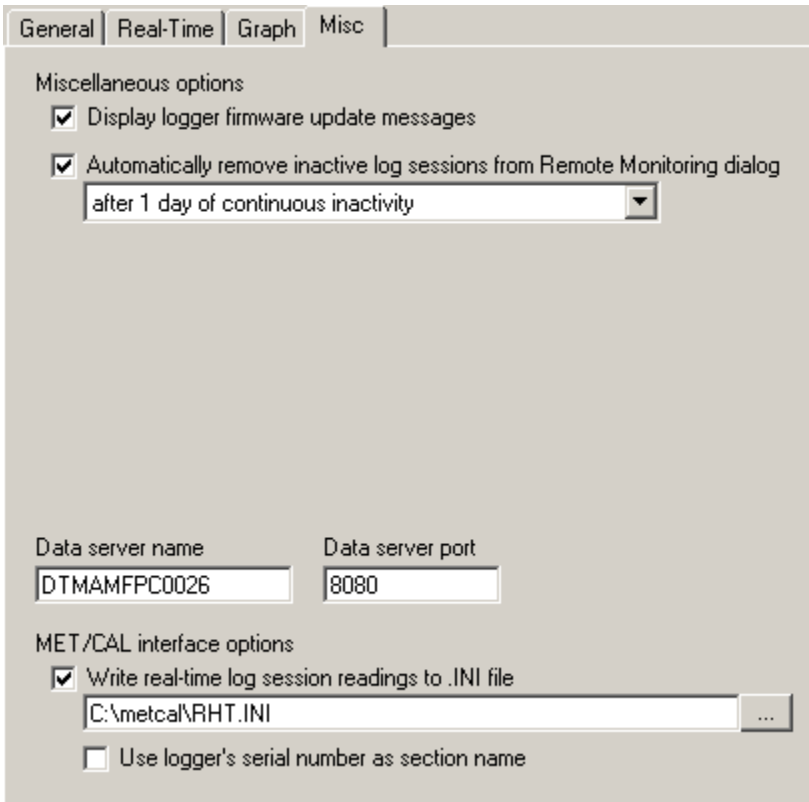 General Real-Time Graph Misc
Miscellaneous options
Display logger firmware update messages
Automatically remove inactive log sessions from Remote Monitoring dialog
after 1 day of continuous inactivity
Data server name Data server port
DTMAMFPC0026 8080
MET/CAL interface options
Write real-time log session readings to .INI file
C:\metcal\RHT.INI ...
Use logger's serial number as section name